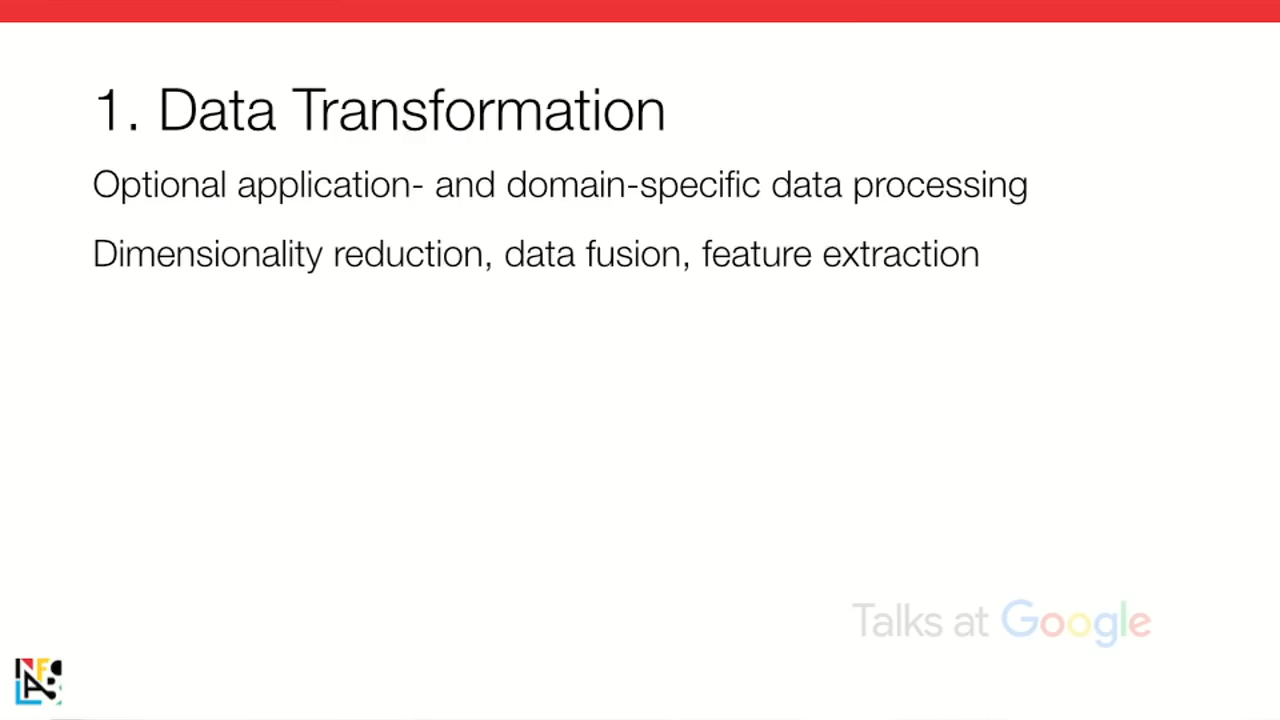 1. Data Transformation
Optional application- and domain-specific data processing
Dimensionality reduction, data fusion, feature extraction
Talks at Google
INFOLAB